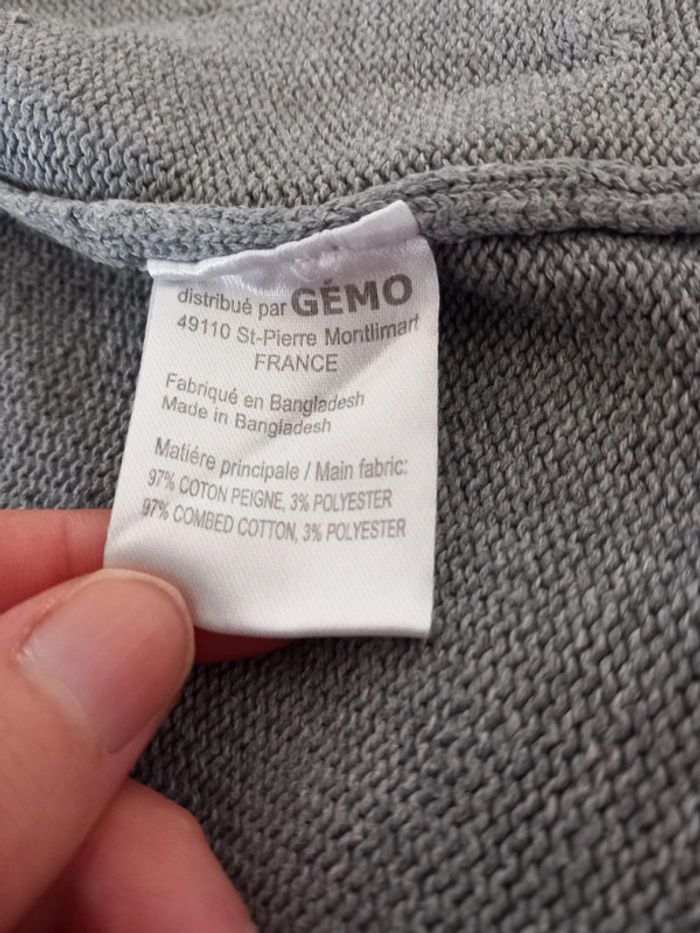 distribué par GÉMO
49110 St-Pierre Montlimart
FRANCE
Fabriqué en Bangladesh
Made in Bangladesh
Matiére principale / Main fabric:
97% COTON PEIGNE, 3% POLYESTER
97% COMBED COTTON, 3% POLYESTER